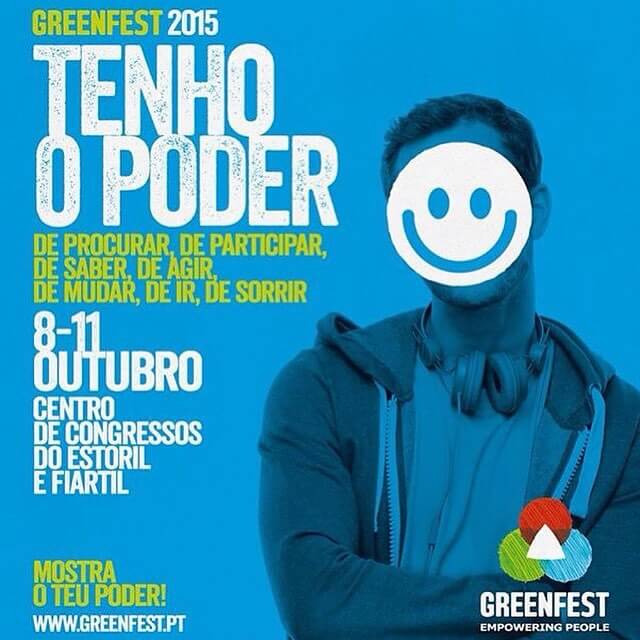 GREENFEST 2015
TENHO
O PODER
DE PROCURAR, DE PARTICIPAR,
DE SABER, DE AGIR,
DE MUDAR, DE IR, DE SORRIR
8-11
OUTUBRO
CENTRO
DE CONGRESSOS
DO ESTORIL
E FIARTIL
MOSTRA
O TEU PODER!
WWW.GREENFEST.PT
GREENFEST
EMPOWERING PEOPLE